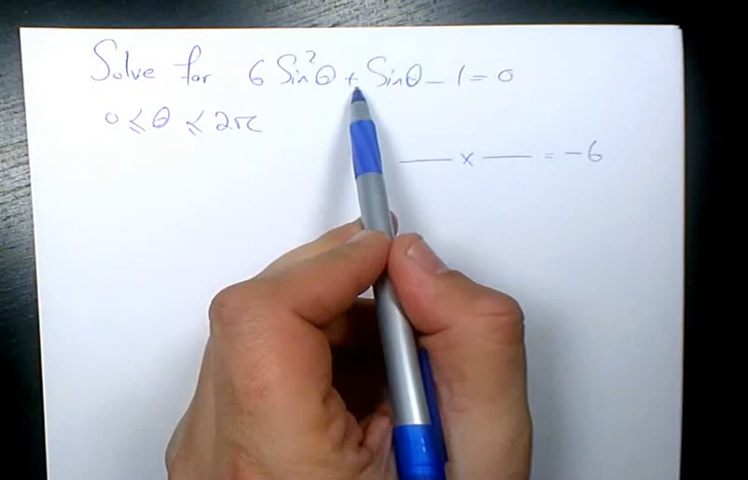 Solve for 6 Sin²θ + Sinθ - 1 = 0
0 ⩽ θ ⩽ 2π
___ × ___ = -6